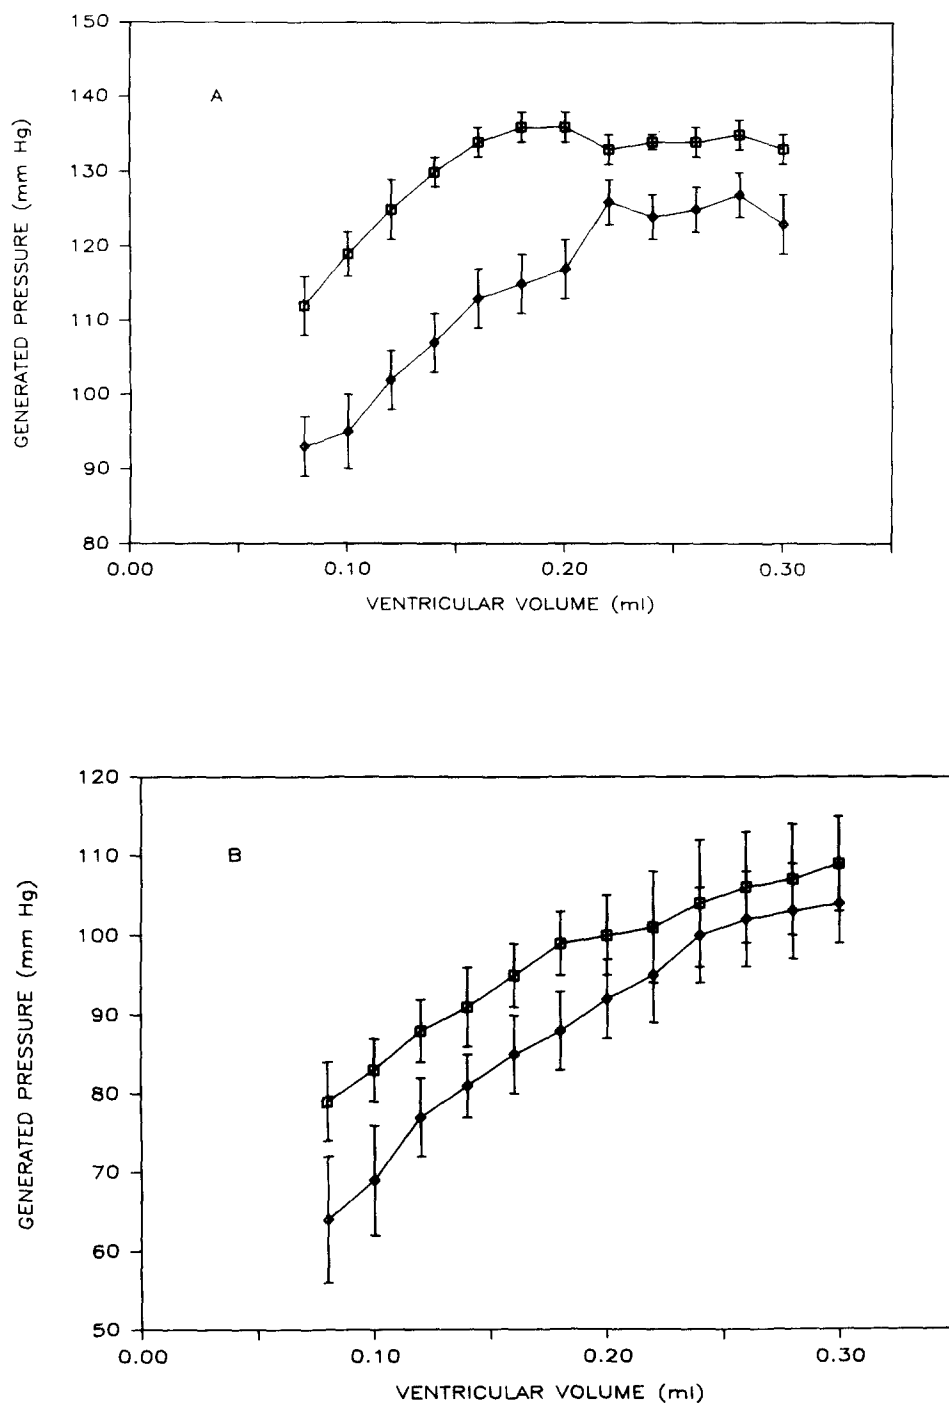 150
140
130
120
110
100
90
80
A
GENERATED PRESSURE (mm Hg)
0.00 0.10 0.20 0.30
VENTRICULAR VOLUME (ml)
120
110
100
90
80
70
60
50
B
GENERATED PRESSURE (mm Hg)
0.00 0.10 0.20 0.30
VENTRICULAR VOLUME (ml)